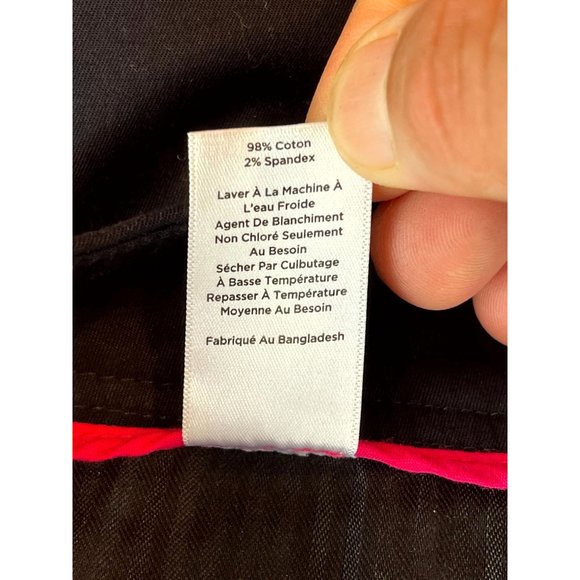 98% Coton
2% Spandex
Laver À La Machine À
L'eau Froide
Agent De Blanchiment
Non Chloré Seulement
Au Besoin
Sécher Par Culbutage
À Basse Température
Repasser À Température
Moyenne Au Besoin
Fabriqué Au Bangladesh